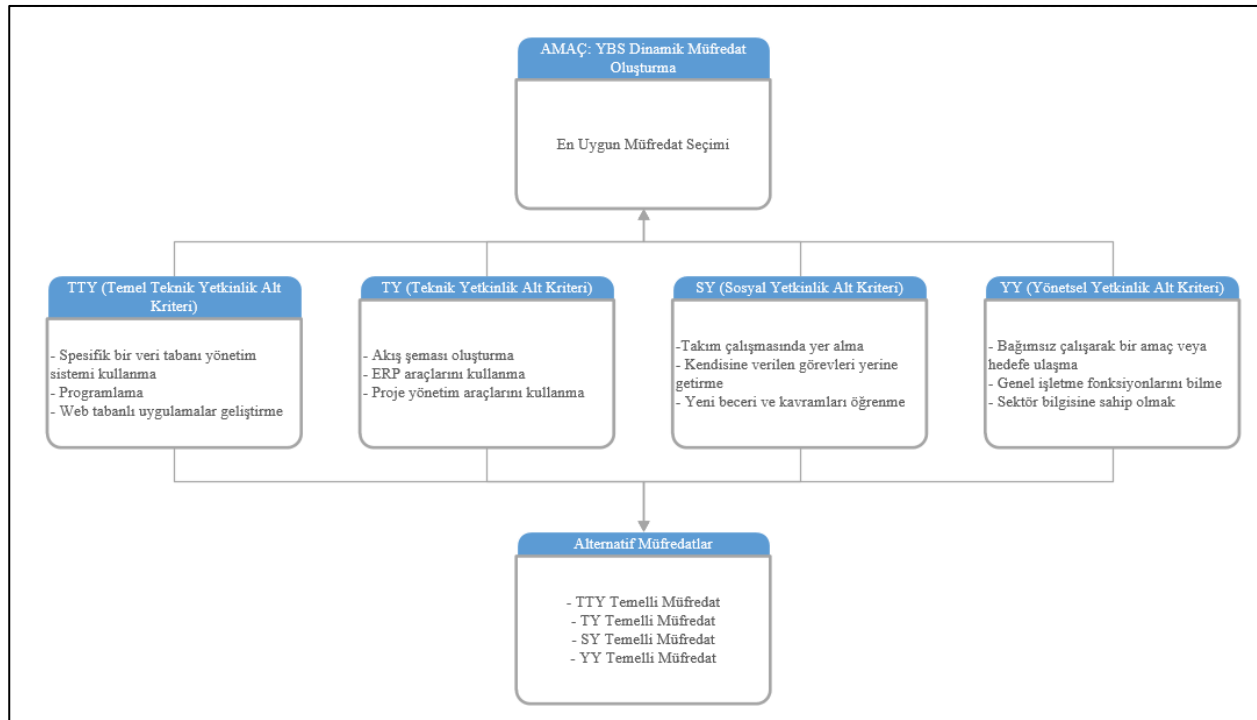 AMAÇ: YBS Dinamik Müfredat
Oluşturma
En Uygun Müfredat Seçimi
TTY (Temel Teknik Yetkinlik Alt
Kriteri)
- Spesifik bir veri tabanı yönetim
sistemi kullanma
- Programlama
- Web tabanlı uygulamalar geliştirme
TY (Teknik Yetkinlik Alt Kriteri)
- Akış şeması oluşturma
- ERP araçlarını kullanma
- Proje yönetim araçlarını kullanma
SY (Sosyal Yetkinlik Alt Kriteri)
-Takım çalışmasında yer alma
- Kendisine verilen görevleri yerine
getirme
- Yeni beceri ve kavramları öğrenme
YY (Yönetsel Yetkinlik Alt Kriteri)
- Bağımsız çalışarak bir amaç veya
hedefe ulaşma
- Genel işletme fonksiyonlarını bilme
- Sektör bilgisine sahip olmak
Alternatif Müfredatlar
- TTY Temelli Müfredat
- TY Temelli Müfredat
- SY Temelli Müfredat
- YY Temelli Müfredat